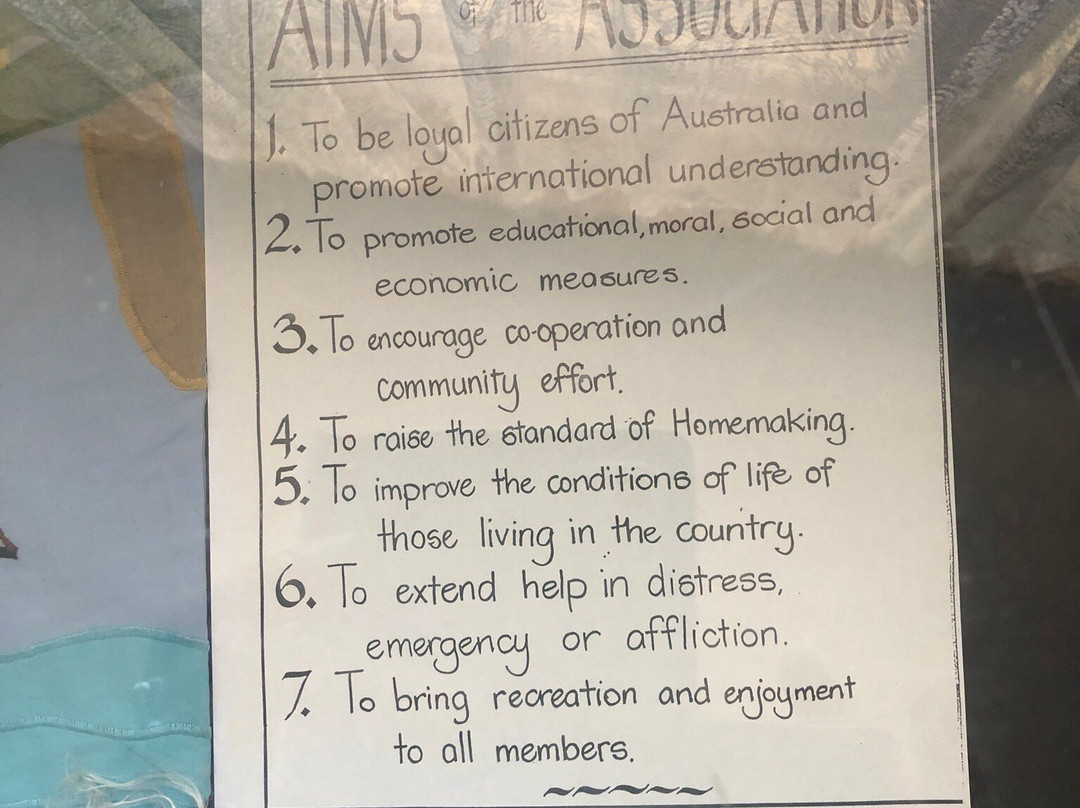 AIMS of the ASSOCIATION
1. To be loyal citizens of Australia and
promote international understanding.
2. To promote educational, moral, social and
economic measures.
3. To encourage co-operation and
community effort.
4. To raise the standard of Homemaking.
5. To improve the conditions of life of
those living in the country.
6. To extend help in distress,
emergency or affliction.
7. To bring recreation and enjoyment
to all members.